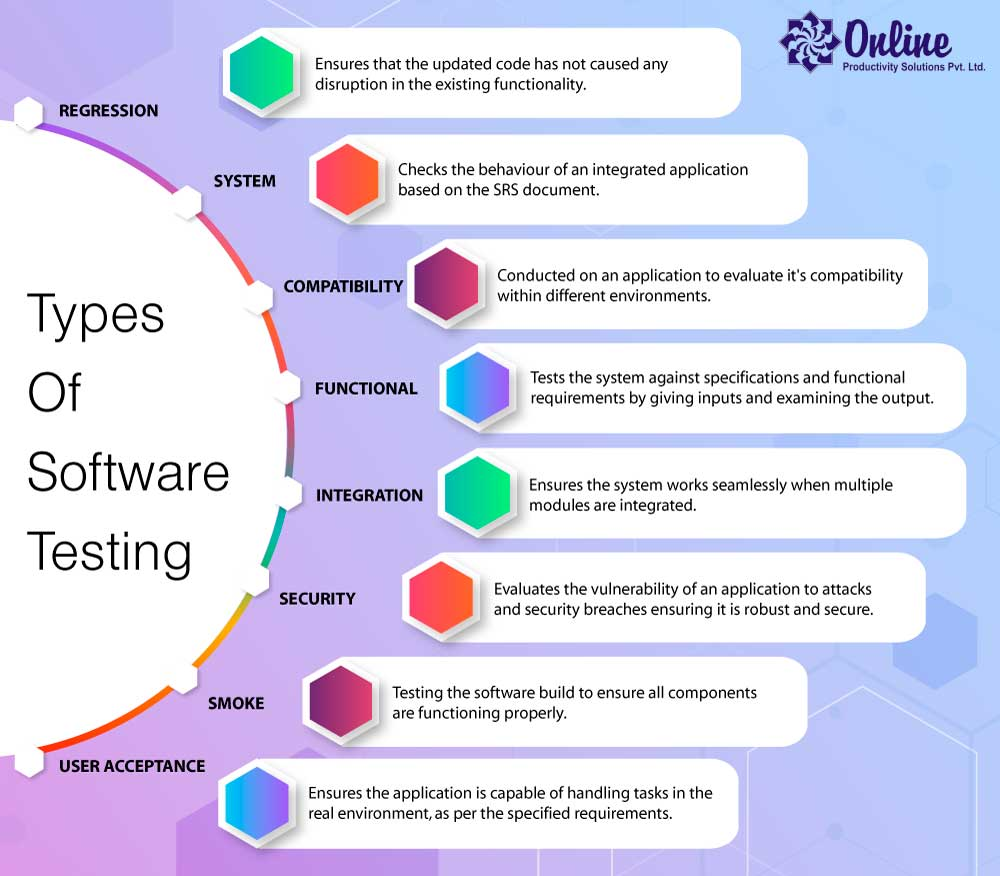 Online
Productivity Solutions Pvt. Ltd.
Types
Of
Software
Testing
REGRESSION
Ensures that the updated code has not caused any
disruption in the existing functionality.
SYSTEM
Checks the behaviour of an integrated application
based on the SRS document.
COMPATIBILITY
Conducted on an application to evaluate it's compatibility
within different environments.
FUNCTIONAL
Tests the system against specifications and functional
requirements by giving inputs and examining the output.
INTEGRATION
Ensures the system works seamlessly when multiple
modules are integrated.
SECURITY
Evaluates the vulnerability of an application to attacks
and security breaches ensuring it is robust and secure.
SMOKE
Testing the software build to ensure all components
are functioning properly.
USER ACCEPTANCE
Ensures the application is capable of handling tasks in the
real environment, as per the specified requirements.